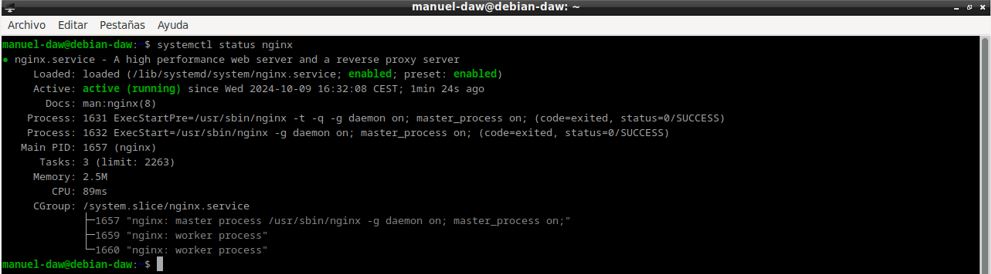 manuel-daw@debian-daw: ~
Archivo Editar Pestañas Ayuda
manuel-daw@debian-daw: $ systemctl status nginx
● nginx.service - A high performance web server and a reverse proxy server
Loaded: loaded (/lib/systemd/system/nginx.service; enabled; preset: enabled)
Active: active (running) since Wed 2024-10-09 16:32:08 CEST; 1min 24s ago
Docs: man:nginx(8)
Process: 1631 ExecStartPre=/usr/sbin/nginx -t -q -g daemon on; master_process on; (code=exited, status=0/SUCCESS)
Process: 1632 ExecStart=/usr/sbin/nginx -g daemon on; master_process on; (code=exited, status=0/SUCCESS)
Main PID: 1657 (nginx)
Tasks: 3 (limit: 2263)
Memory: 2.5M
CPU: 89ms
CGroup: /system.slice/nginx.service
├─1657 "nginx: master process /usr/sbin/nginx -g daemon on; master_process on;"
├─1659 "nginx: worker process"
└─1660 "nginx: worker process"
manuel-daw@debian-daw: $